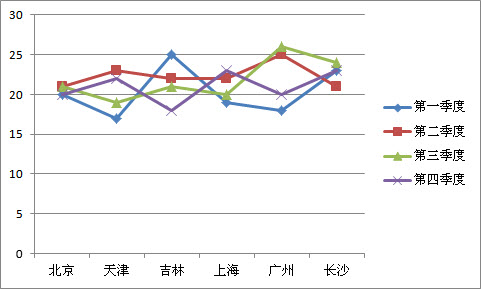 30
25
20
15
10
5
0
北京 天津 吉林 上海 广州 长沙
第一季度
第二季度
第三季度
第四季度